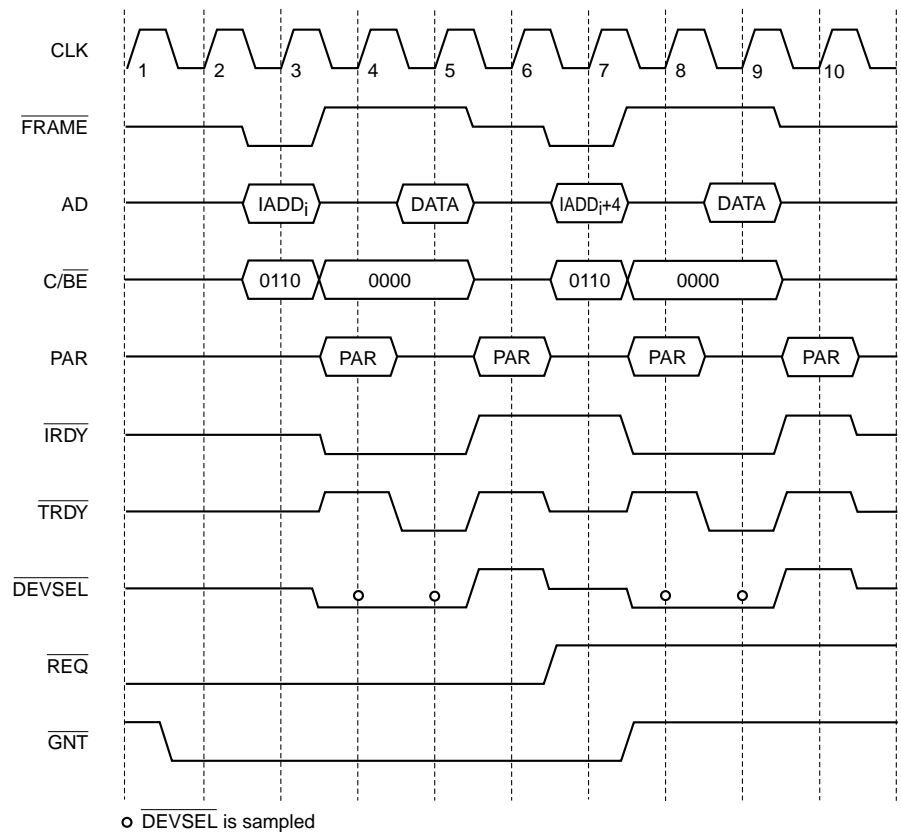 CLK
1 2 3 4 5 6 7 8 9 10
FRAME
AD
IADDi DATA IADDi+4 DATA
C/BE
0110 0000 0110 0000
PAR
PAR PAR PAR PAR
IRDY
TRDY
DEVSEL
REQ
GNT
DEVSEL is sampled